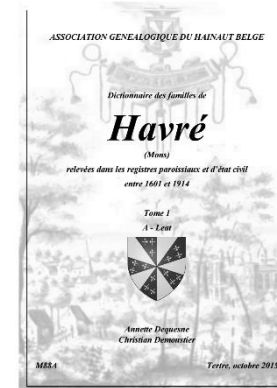 ASSOCIATION GENEALOGIQUE DU HAINAUT BELGE
Dictionnaire des familles de
Havré
(Mons)
relevées dans les registres paroissiaux et d'état civil
entre 1601 et 1914
Tome 1
A - Leat
Annette Dequesne
Christian Demoustier
M88A
Tertre, octobre 2015